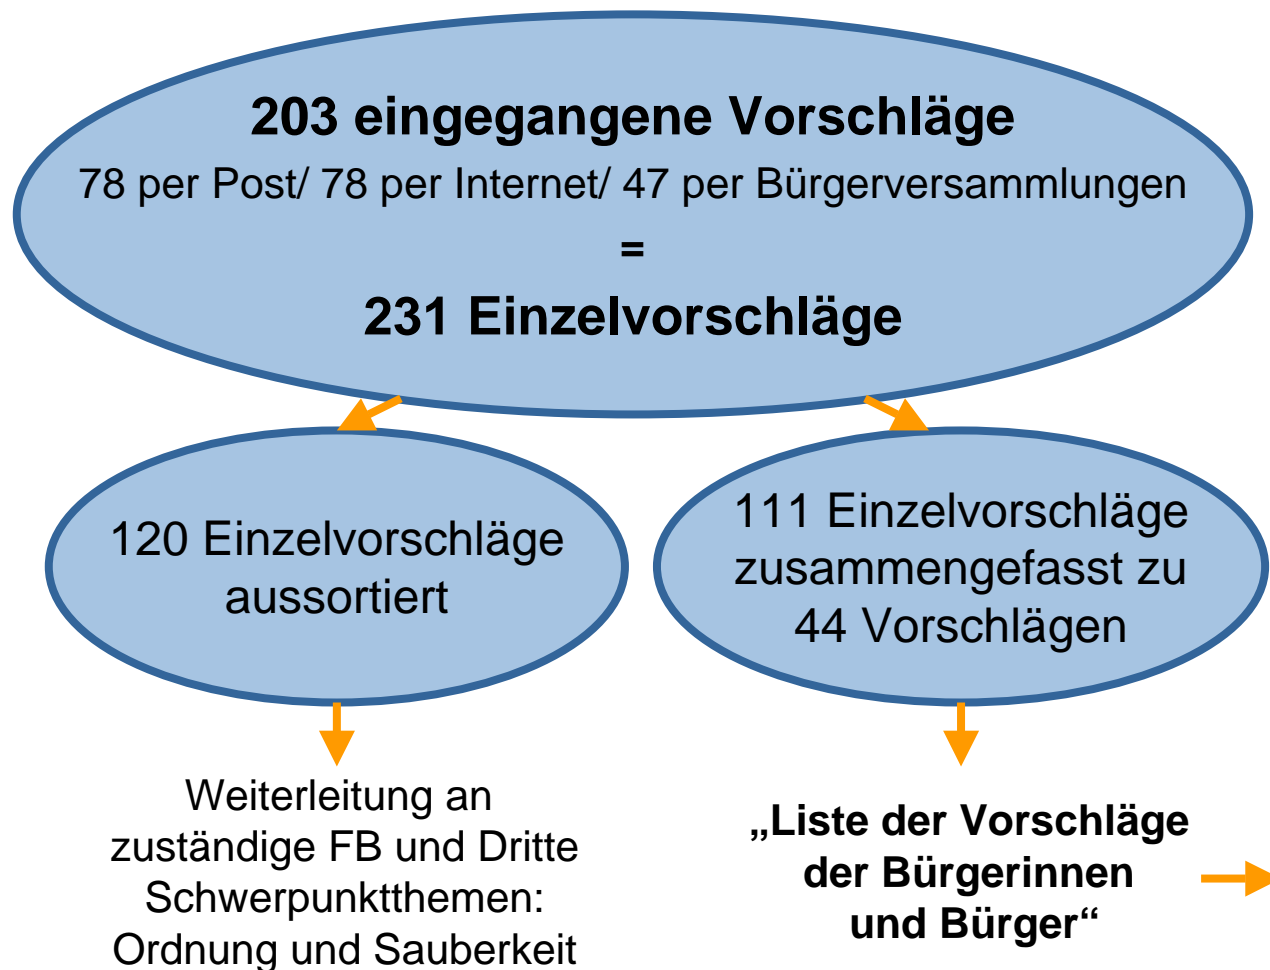 203 eingegangene Vorschläge
78 per Post/ 78 per Internet/ 47 per Bürgerversammlungen
=
231 Einzelvorschläge
120 Einzelvorschläge
aussortiert
111 Einzelvorschläge
zusammengefasst zu
44 Vorschlägen
Weiterleitung an
zuständige FB und Dritte
Schwerpunktthemen:
Ordnung und Sauberkeit
„Liste der Vorschläge
der Bürgerinnen
und Bürger“